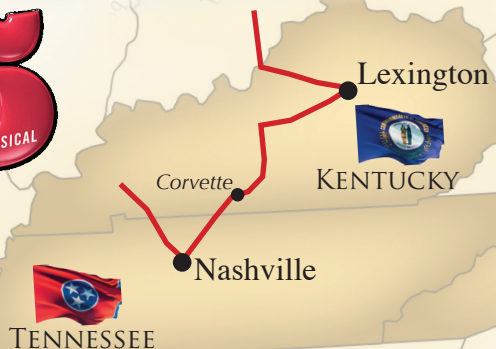 SICAL
Lexington
KENTUCKY
Corvette
Nashville
TENNESSEE